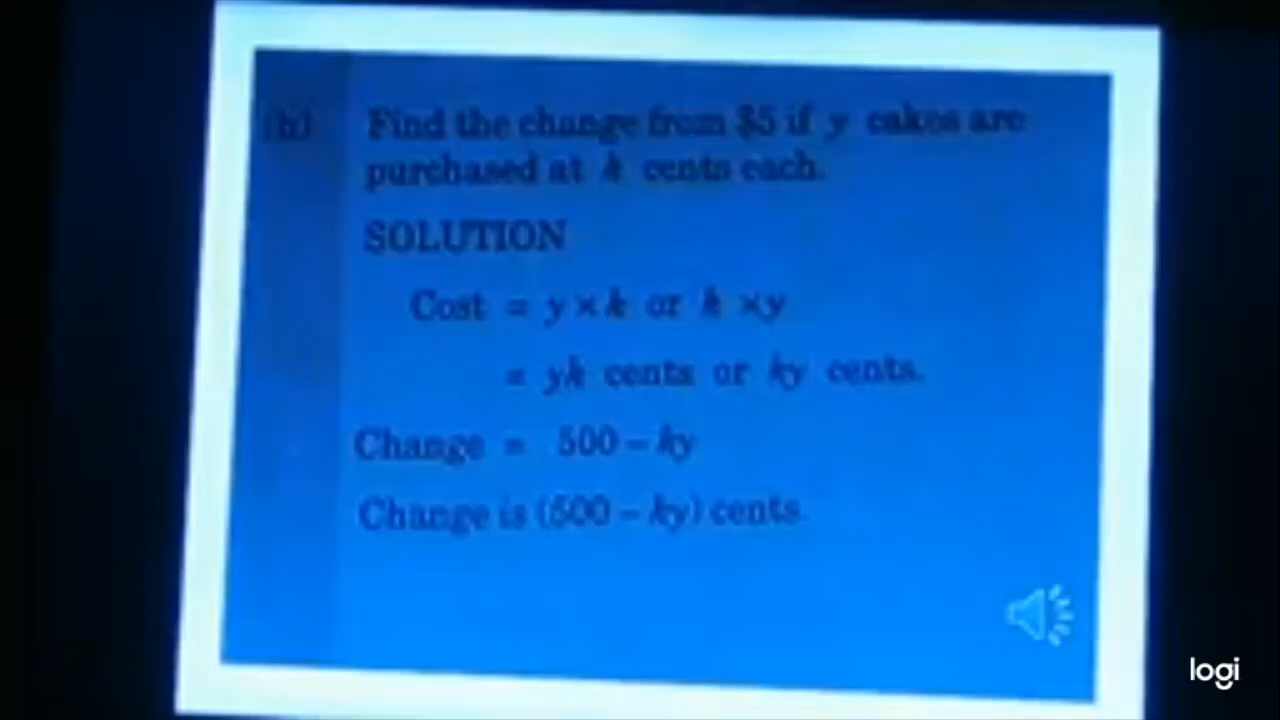 (h) Find the change from $5 if y cakes are
purchased at k cents each.
SOLUTION
Cost = y × k or k × y
= yk cents or ky cents.
Change = 500 – ky
Change is (500 – ky) cents.
logi